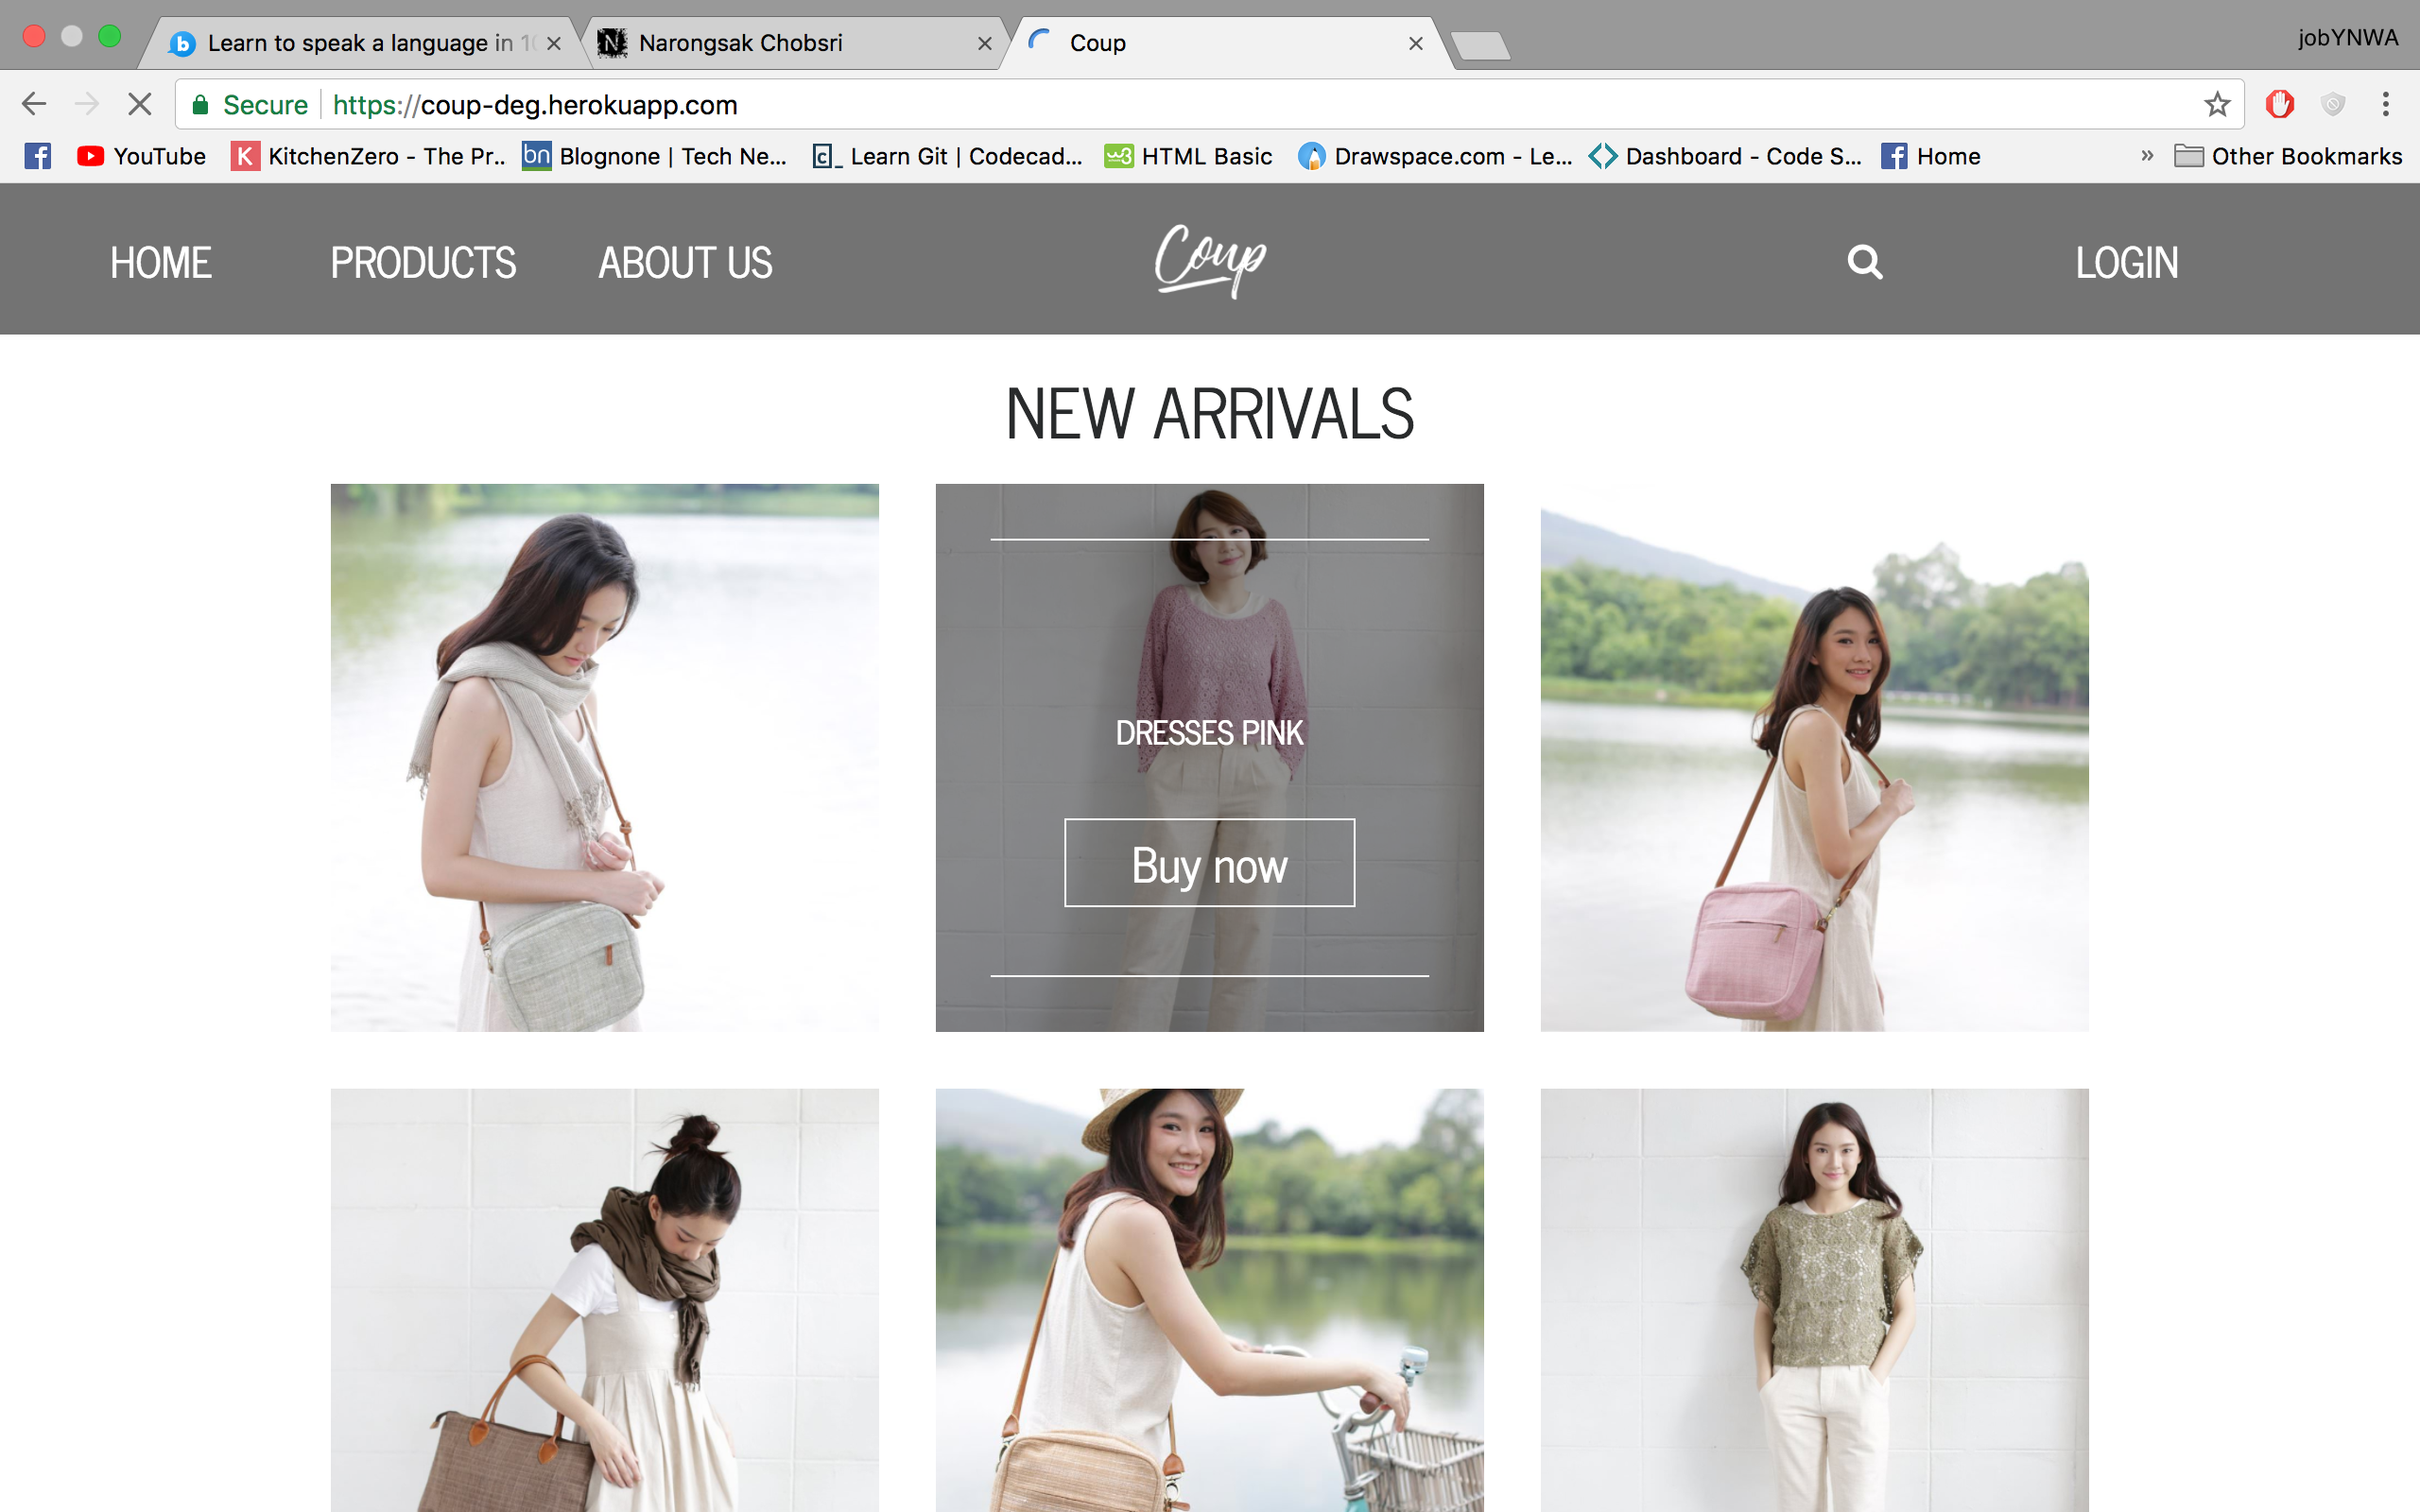 Learn to speak a language in 10
Narongsak Chobsri
Coup
jobYNWA
Secure https://coup-deg.herokuapp.com
YouTube
KitchenZero - The Pr..
Blognone | Tech Ne...
Learn Git | Codecad...
HTML Basic
Drawspace.com - Le...
Dashboard - Code S...
Home
» Other Bookmarks
HOME PRODUCTS ABOUT US Coup LOGIN
NEW ARRIVALS
DRESSES PINK
Buy now